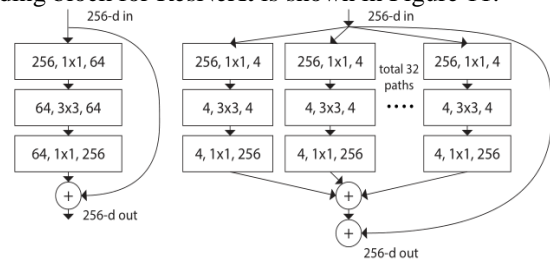 ding block for ResNeXt is shown in Figure 11.
256-d in
256, 1x1, 64
64, 3x3, 64
64, 1x1, 256
+
256-d out
256-d in
256, 1x1, 4
256, 1x1, 4
total 32
paths
256, 1x1, 4
4, 3x3, 4
4, 3x3, 4
....
4, 3x3, 4
4, 1x1, 256
4, 1x1, 256
4, 1x1, 256
+
+
256-d out